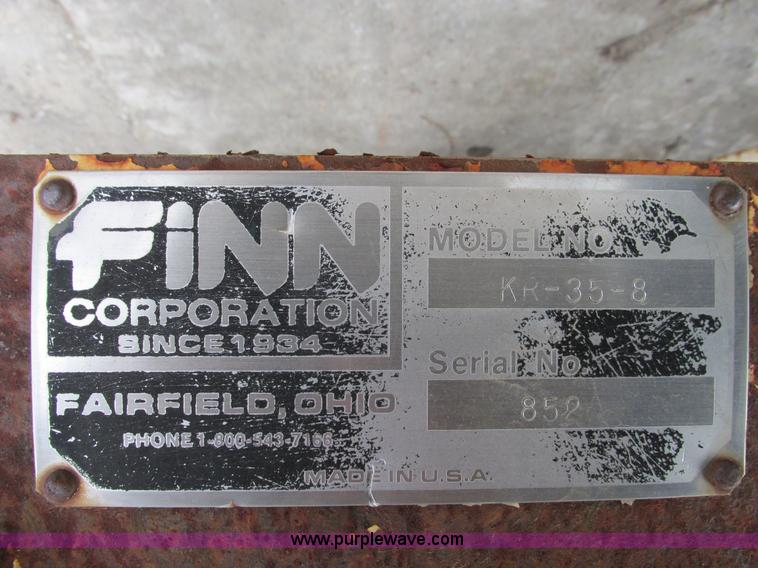 FINN
CORPORATION
SINCE 1934
FAIRFIELD, OHIO
PHONE 1-800-543-7166
MODEL NO.
KR-35-8
Serial No.
852
MADE IN U.S.A.
www.purplewave.com